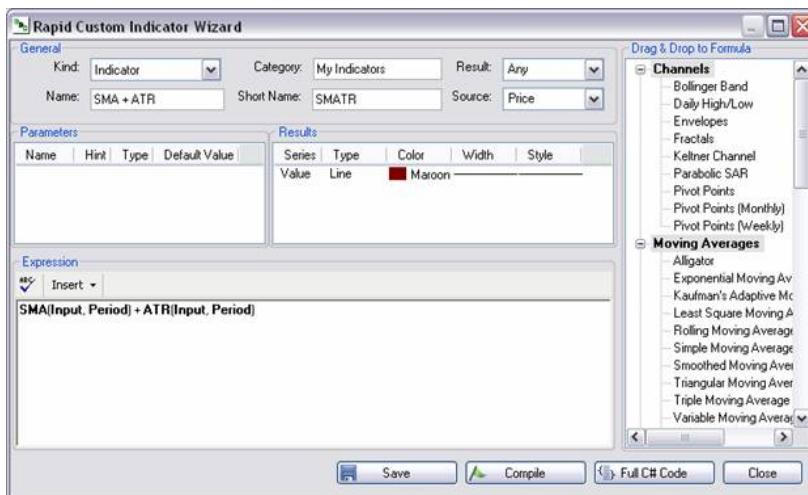 Rapid Custom Indicator Wizard
General
Kind: Indicator Category: My Indicators Result: Any
Name: SMA + ATR Short Name: SMATR Source: Price
Parameters
Name Hint Type Default Value
Results
Series Type Color Width Style
Value Line Maroon
Expression
ABC Insert
SMA(Input, Period) + ATR(Input, Period)
Drag & Drop to Formula
Channels
Bollinger Band
Daily High/Low
Envelopes
Fractals
Keltner Channel
Parabolic SAR
Pivot Points
Pivot Points (Monthly)
Pivot Points (Weekly)
Moving Averages
Alligator
Exponential Moving Av
Kaufman's Adaptive Mo
Least Square Moving A
Rolling Moving Average
Simple Moving Average
Smoothed Moving Aver
Triangular Moving Aver
Triple Moving Average
Variable Moving Averag
Save Compile {} Full C# Code Close